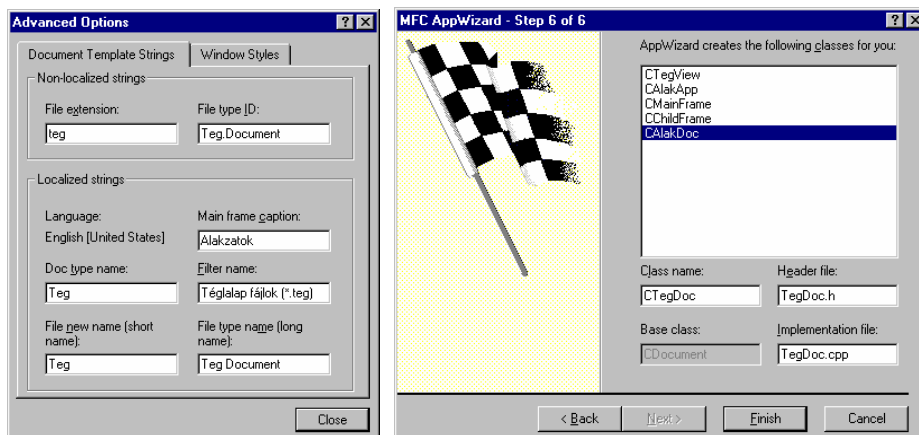 Advanced Options
Document Template Strings
Window Styles
Non-localized strings
File extension:
File type ID:
teg
Teg.Document
Localized strings
Language:
Main frame caption:
English [United States]
Alakzatok
Doc type name:
Filter name:
Teg
Téglalap fájlok (*.teg)
File new name (short
name):
File type name (long
name):
Teg
Teg Document
Close
MFC AppWizard - Step 6 of 6
AppWizard creates the following classes for you:
CTegView
CAlakApp
CMainFrame
CChildFrame
CAlakDoc
Class name:
Header file:
CTegDoc
TegDoc.h
Base class:
Implementation file:
CDocument
TegDoc.cpp
< Back
Next >
Finish
Cancel